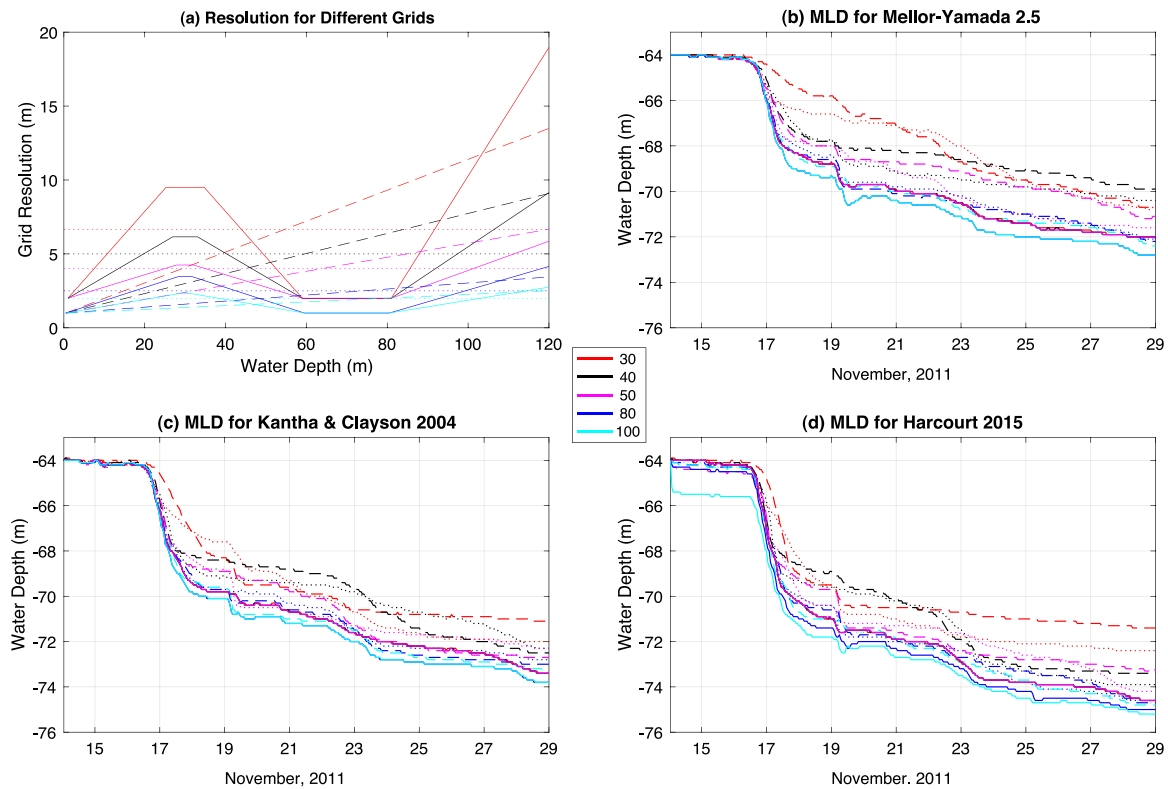 (a) Resolution for Different Grids
20
15
10
5
0
Grid Resolution (m)
0 20 40 60 80 100 120
Water Depth (m)
(b) MLD for Mellor-Yamada 2.5
-64
-66
-68
-70
-72
-74
-76
Water Depth (m)
15 17 19 21 23 25 27 29
November, 2011
30
40
50
80
100
(c) MLD for Kantha & Clayson 2004
-64
-66
-68
-70
-72
-74
-76
Water Depth (m)
15 17 19 21 23 25 27 29
November, 2011
(d) MLD for Harcourt 2015
-64
-66
-68
-70
-72
-74
-76
Water Depth (m)
15 17 19 21 23 25 27 29
November. 2011